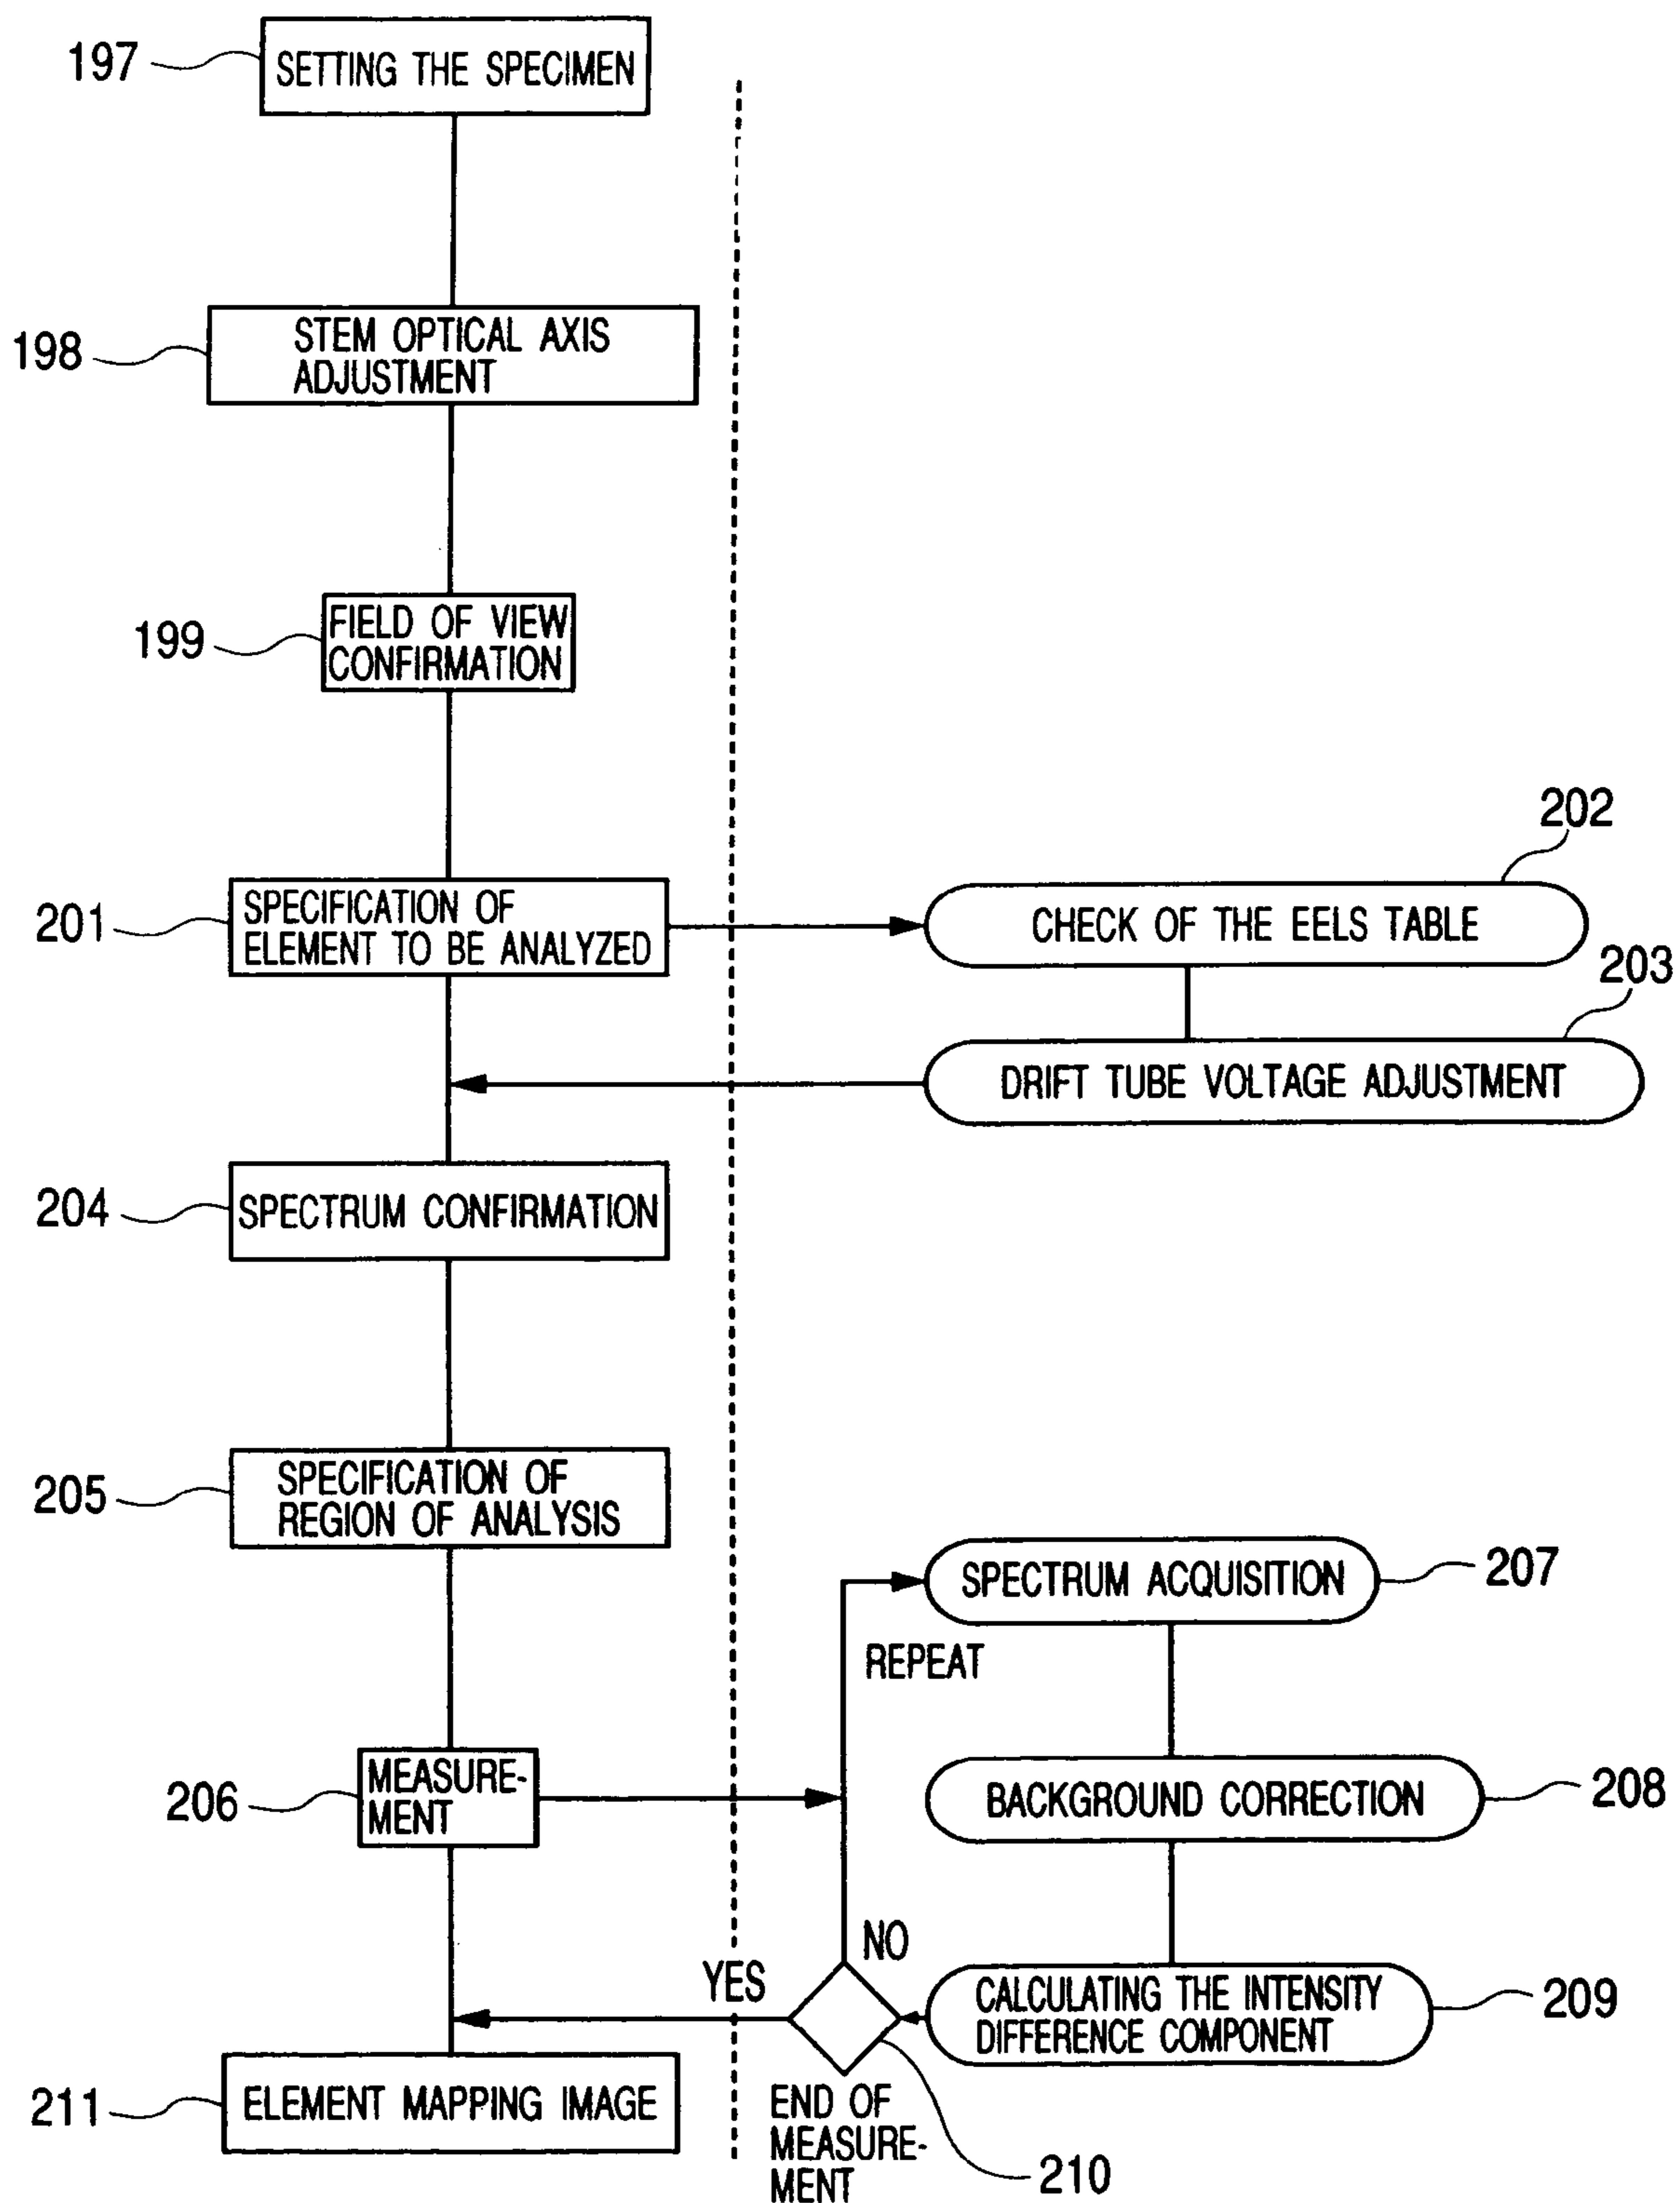 197
SETTING THE SPECIMEN
198
STEM OPTICAL AXIS
ADJUSTMENT
199
FIELD OF VIEW
CONFIRMATION
201
SPECIFICATION OF
ELEMENT TO BE ANALYZED
202
CHECK OF THE EELS TABLE
203
DRIFT TUBE VOLTAGE ADJUSTMENT
204
SPECTRUM CONFIRMATION
205
SPECIFICATION OF
REGION OF ANALYSIS
SPECTRUM ACQUISITION
207
REPEAT
206
MEASURE-
MENT
BACKGROUND CORRECTION
208
NO
YES
CALCULATING THE INTENSITY
DIFFERENCE COMPONENT
209
211
ELEMENT MAPPING IMAGE
END OF
MEASURE-
MENT
210